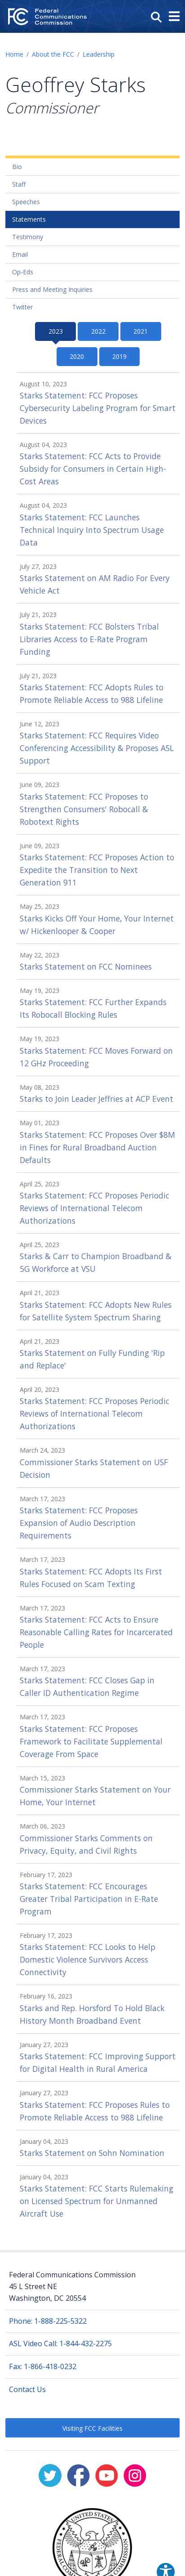 FC Federal
Communications
Commission
Home / About the FCC / Leadership
Geoffrey Starks
Commissioner
Bio
Staff
Speeches
Statements
Testimony
Email
Op-Eds
Press and Meeting Inquiries
Twitter
2023 2022 2021
2020 2019
August 10, 2023
Starks Statement: FCC Proposes
Cybersecurity Labeling Program for Smart
Devices
August 04, 2023
Starks Statement: FCC Acts to Provide
Subsidy for Consumers in Certain High-
Cost Areas
August 04, 2023
Starks Statement: FCC Launches
Technical Inquiry Into Spectrum Usage
Data
July 27, 2023
Starks Statement on AM Radio For Every
Vehicle Act
July 21, 2023
Starks Statement: FCC Bolsters Tribal
Libraries Access to E-Rate Program
Funding
July 21, 2023
Starks Statement: FCC Adopts Rules to
Promote Reliable Access to 988 Lifeline
June 12, 2023
Starks Statement: FCC Requires Video
Conferencing Accessibility & Proposes ASL
Support
June 09, 2023
Starks Statement: FCC Proposes to
Strengthen Consumers' Robocall &
Robotext Rights
June 09, 2023
Starks Statement: FCC Proposes Action to
Expedite the Transition to Next
Generation 911
May 25, 2023
Starks Kicks Off Your Home, Your Internet
w/ Hickenlooper & Cooper
May 22, 2023
Starks Statement on FCC Nominees
May 19, 2023
Starks Statement: FCC Further Expands
Its Robocall Blocking Rules
May 19, 2023
Starks Statement: FCC Moves Forward on
12 GHz Proceeding
May 08, 2023
Starks to Join Leader Jeffries at ACP Event
May 01, 2023
Starks Statement: FCC Proposes Over $8M
in Fines for Rural Broadband Auction
Defaults
April 25, 2023
Starks Statement: FCC Proposes Periodic
Reviews of International Telecom
Authorizations
April 25, 2023
Starks & Carr to Champion Broadband &
5G Workforce at VSU
April 21, 2023
Starks Statement: FCC Adopts New Rules
for Satellite System Spectrum Sharing
April 21, 2023
Starks Statement on Fully Funding 'Rip
and Replace'
April 20, 2023
Starks Statement: FCC Proposes Periodic
Reviews of International Telecom
Authorizations
March 24, 2023
Commissioner Starks Statement on USF
Decision
March 17, 2023
Starks Statement: FCC Proposes
Expansion of Audio Description
Requirements
March 17, 2023
Starks Statement: FCC Adopts Its First
Rules Focused on Scam Texting
March 17, 2023
Starks Statement: FCC Acts to Ensure
Reasonable Calling Rates for Incarcerated
People
March 17, 2023
Starks Statement: FCC Closes Gap in
Caller ID Authentication Regime
March 17, 2023
Starks Statement: FCC Proposes
Framework to Facilitate Supplemental
Coverage From Space
March 15, 2023
Commissioner Starks Statement on Your
Home, Your Internet
March 06, 2023
Commissioner Starks Comments on
Privacy, Equity, and Civil Rights
February 17, 2023
Starks Statement: FCC Encourages
Greater Tribal Participation in E-Rate
Program
February 17, 2023
Starks Statement: FCC Looks to Help
Domestic Violence Survivors Access
Connectivity
February 16, 2023
Starks and Rep. Horsford To Hold Black
History Month Broadband Event
January 27, 2023
Starks Statement: FCC Improving Support
for Digital Health in Rural America
January 27, 2023
Starks Statement: FCC Proposes Rules to
Promote Reliable Access to 988 Lifeline
January 04, 2023
Starks Statement on Sohn Nomination
January 04, 2023
Starks Statement: FCC Starts Rulemaking
on Licensed Spectrum for Unmanned
Aircraft Use
Federal Communications Commission
45 L Street NE
Washington, DC 20554
Phone: 1-888-225-5322
ASL Video Call: 1-844-432-2275
Fax: 1-866-418-0232
Contact Us
Visiting FCC Facilities
UNITED STATES